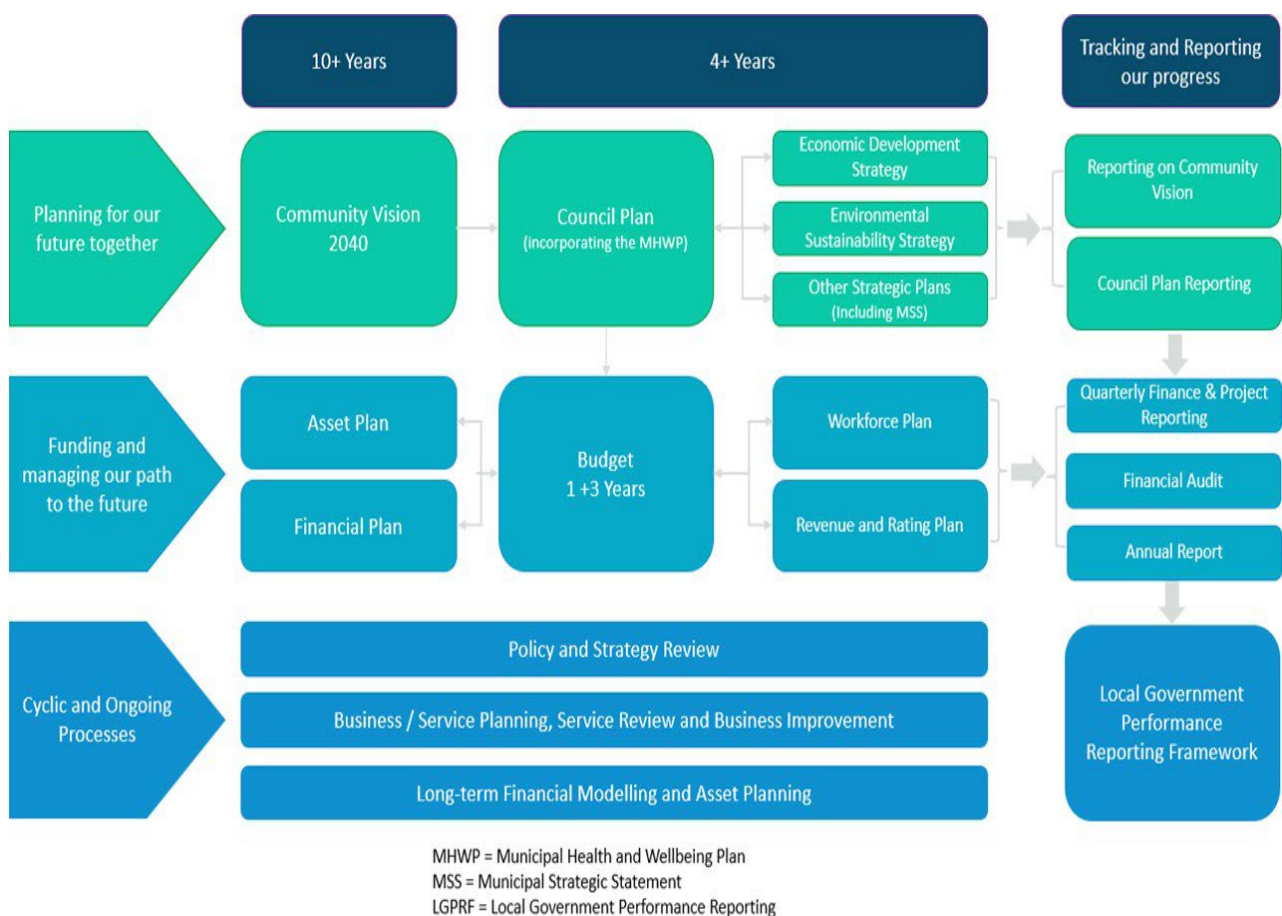 10+ Years
4+ Years
Tracking and Reporting
our progress
Planning for our
future together
Community Vision
2040
Council Plan
(incorporating the MHWP)
Economic Development
Strategy
Environmental
Sustainability Strategy
Other Strategic Plans
(Including MSS)
Reporting on Community
Vision
Council Plan Reporting
Funding and
managing our path
to the future
Asset Plan
Financial Plan
Budget
1 +3 Years
Workforce Plan
Revenue and Rating Plan
Quarterly Finance & Project
Reporting
Financial Audit
Annual Report
Cyclic and Ongoing
Processes
Policy and Strategy Review
Business / Service Planning, Service Review and Business Improvement
Long-term Financial Modelling and Asset Planning
Local Government
Performance
Reporting Framework
MHWP = Municipal Health and Wellbeing Plan
MSS = Municipal Strategic Statement
LGPRF = Local Government Performance Reporting